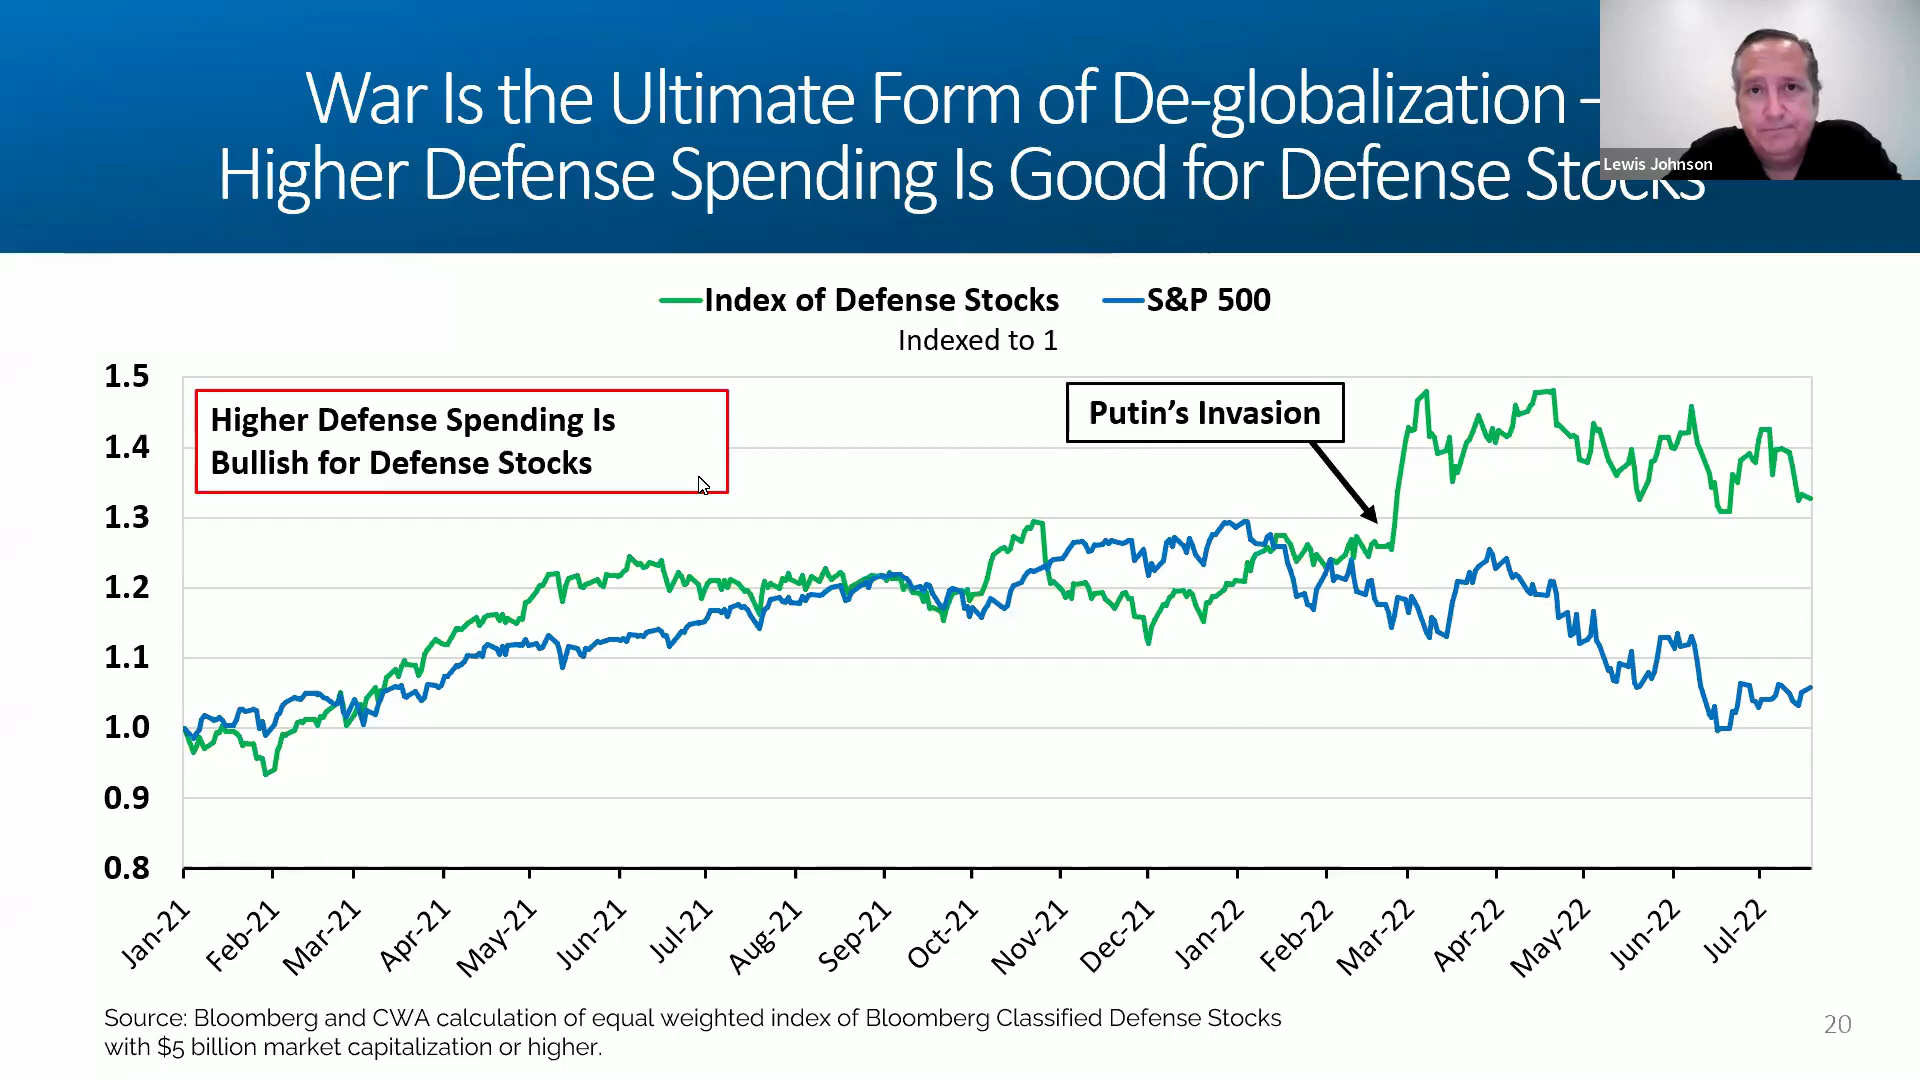 War Is the Ultimate Form of De-globalization –
Higher Defense Spending Is Good for Defense Stocks
Lewis Johnson
Index of Defense Stocks
S&P 500
Indexed to 1
1.5
1.4
1.3
1.2
1.1
1.0
0.9
0.8
Higher Defense Spending Is
Bullish for Defense Stocks
Putin’s Invasion
Jan-21
Feb-21
Mar-21
Apr-21
May-21
Jun-21
Jul-21
Aug-21
Sep-21
Oct-21
Nov-21
Dec-21
Jan-22
Feb-22
Mar-22
Apr-22
May-22
Jun-22
Jul-22
Source: Bloomberg and CWA calculation of equal weighted index of Bloomberg Classified Defense Stocks
with $5 billion market capitalization or higher.
20